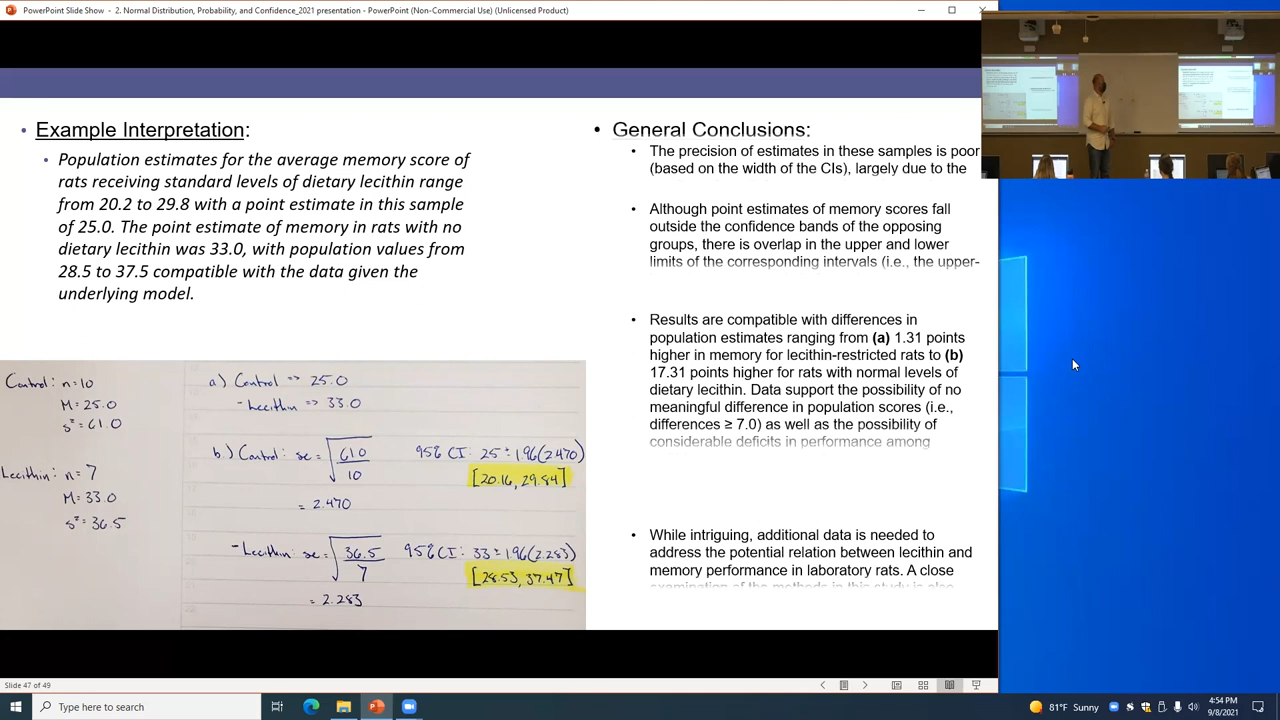 PowerPoint Slide Show - 2. Normal Distribution, Probability, and Confidence_2021 presentation - PowerPoint (Non-Commercial Use) (Unlicensed Product)
• Example Interpretation:
• Population estimates for the average memory score of
rats receiving standard levels of dietary lecithin range
from 20.2 to 29.8 with a point estimate in this sample
of 25.0. The point estimate of memory in rats with no
dietary lecithin was 33.0, with population values from
28.5 to 37.5 compatible with the data given the
underlying model.
Control: n=10
M=25.0
s²=61.0
Lecithin: n=7
M=33.0
s²=36.5
a) Control => 25.0
-Lecithin => 33.0
b) Control: se = √610/10
= 2.470
95% CI: 25 ± 1.96(2.470)
[20.16, 29.84]
-Lecithin: se = √36.5/7
= 2.283
95% CI: 33 ± 1.96(2.283)
[28.53, 37.47]
• General Conclusions:
• The precision of estimates in these samples is poor
(based on the width of the CIs), largely due to the
• Although point estimates of memory scores fall
outside the confidence bands of the opposing
groups, there is overlap in the upper and lower
limits of the corresponding intervals (i.e., the upper-
• Results are compatible with differences in
population estimates ranging from (a) 1.31 points
higher in memory for lecithin-restricted rats to (b)
17.31 points higher for rats with normal levels of
dietary lecithin. Data support the possibility of no
meaningful difference in population scores (i.e.,
differences ≥ 7.0) as well as the possibility of
considerable deficits in performance among
• While intriguing, additional data is needed to
address the potential relation between lecithin and
memory performance in laboratory rats. A close
examination of the methods in this study is also
Slide 47 of 49
Type here to search
81°F Sunny
4:54 PM
9/8/2021